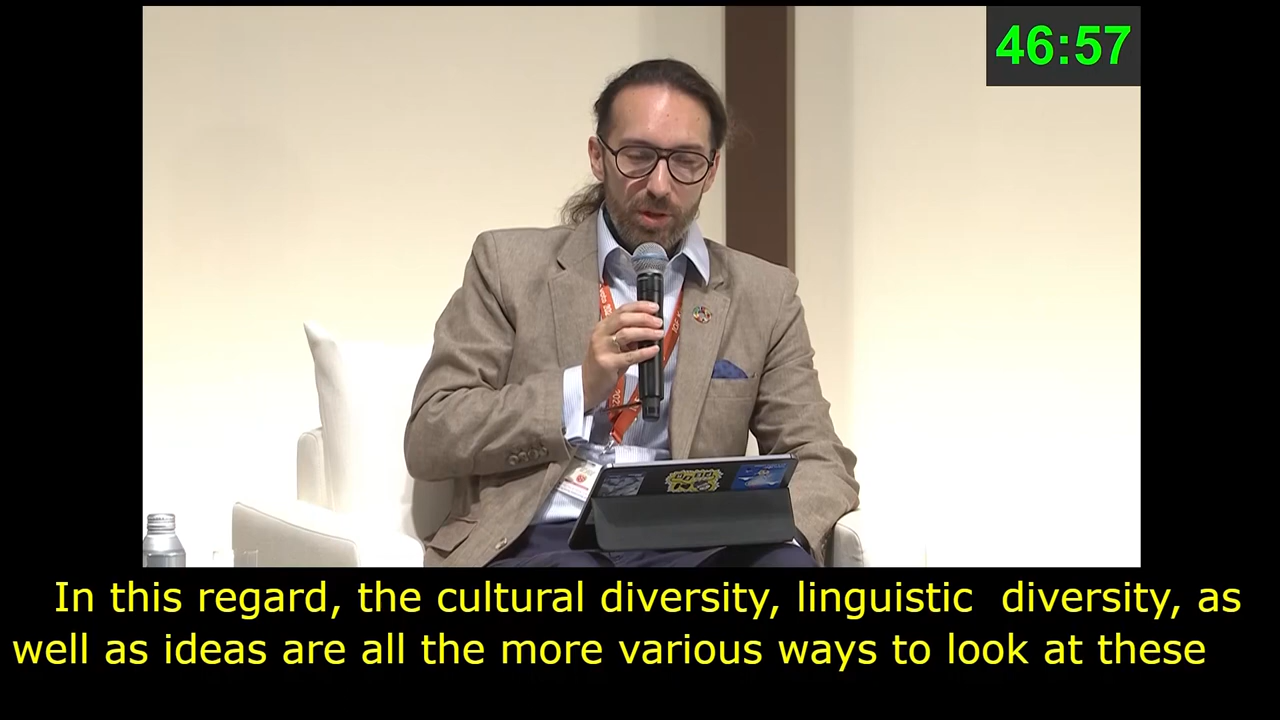 46:57
In this regard, the cultural diversity, linguistic diversity, as
well as ideas are all the more various ways to look at these